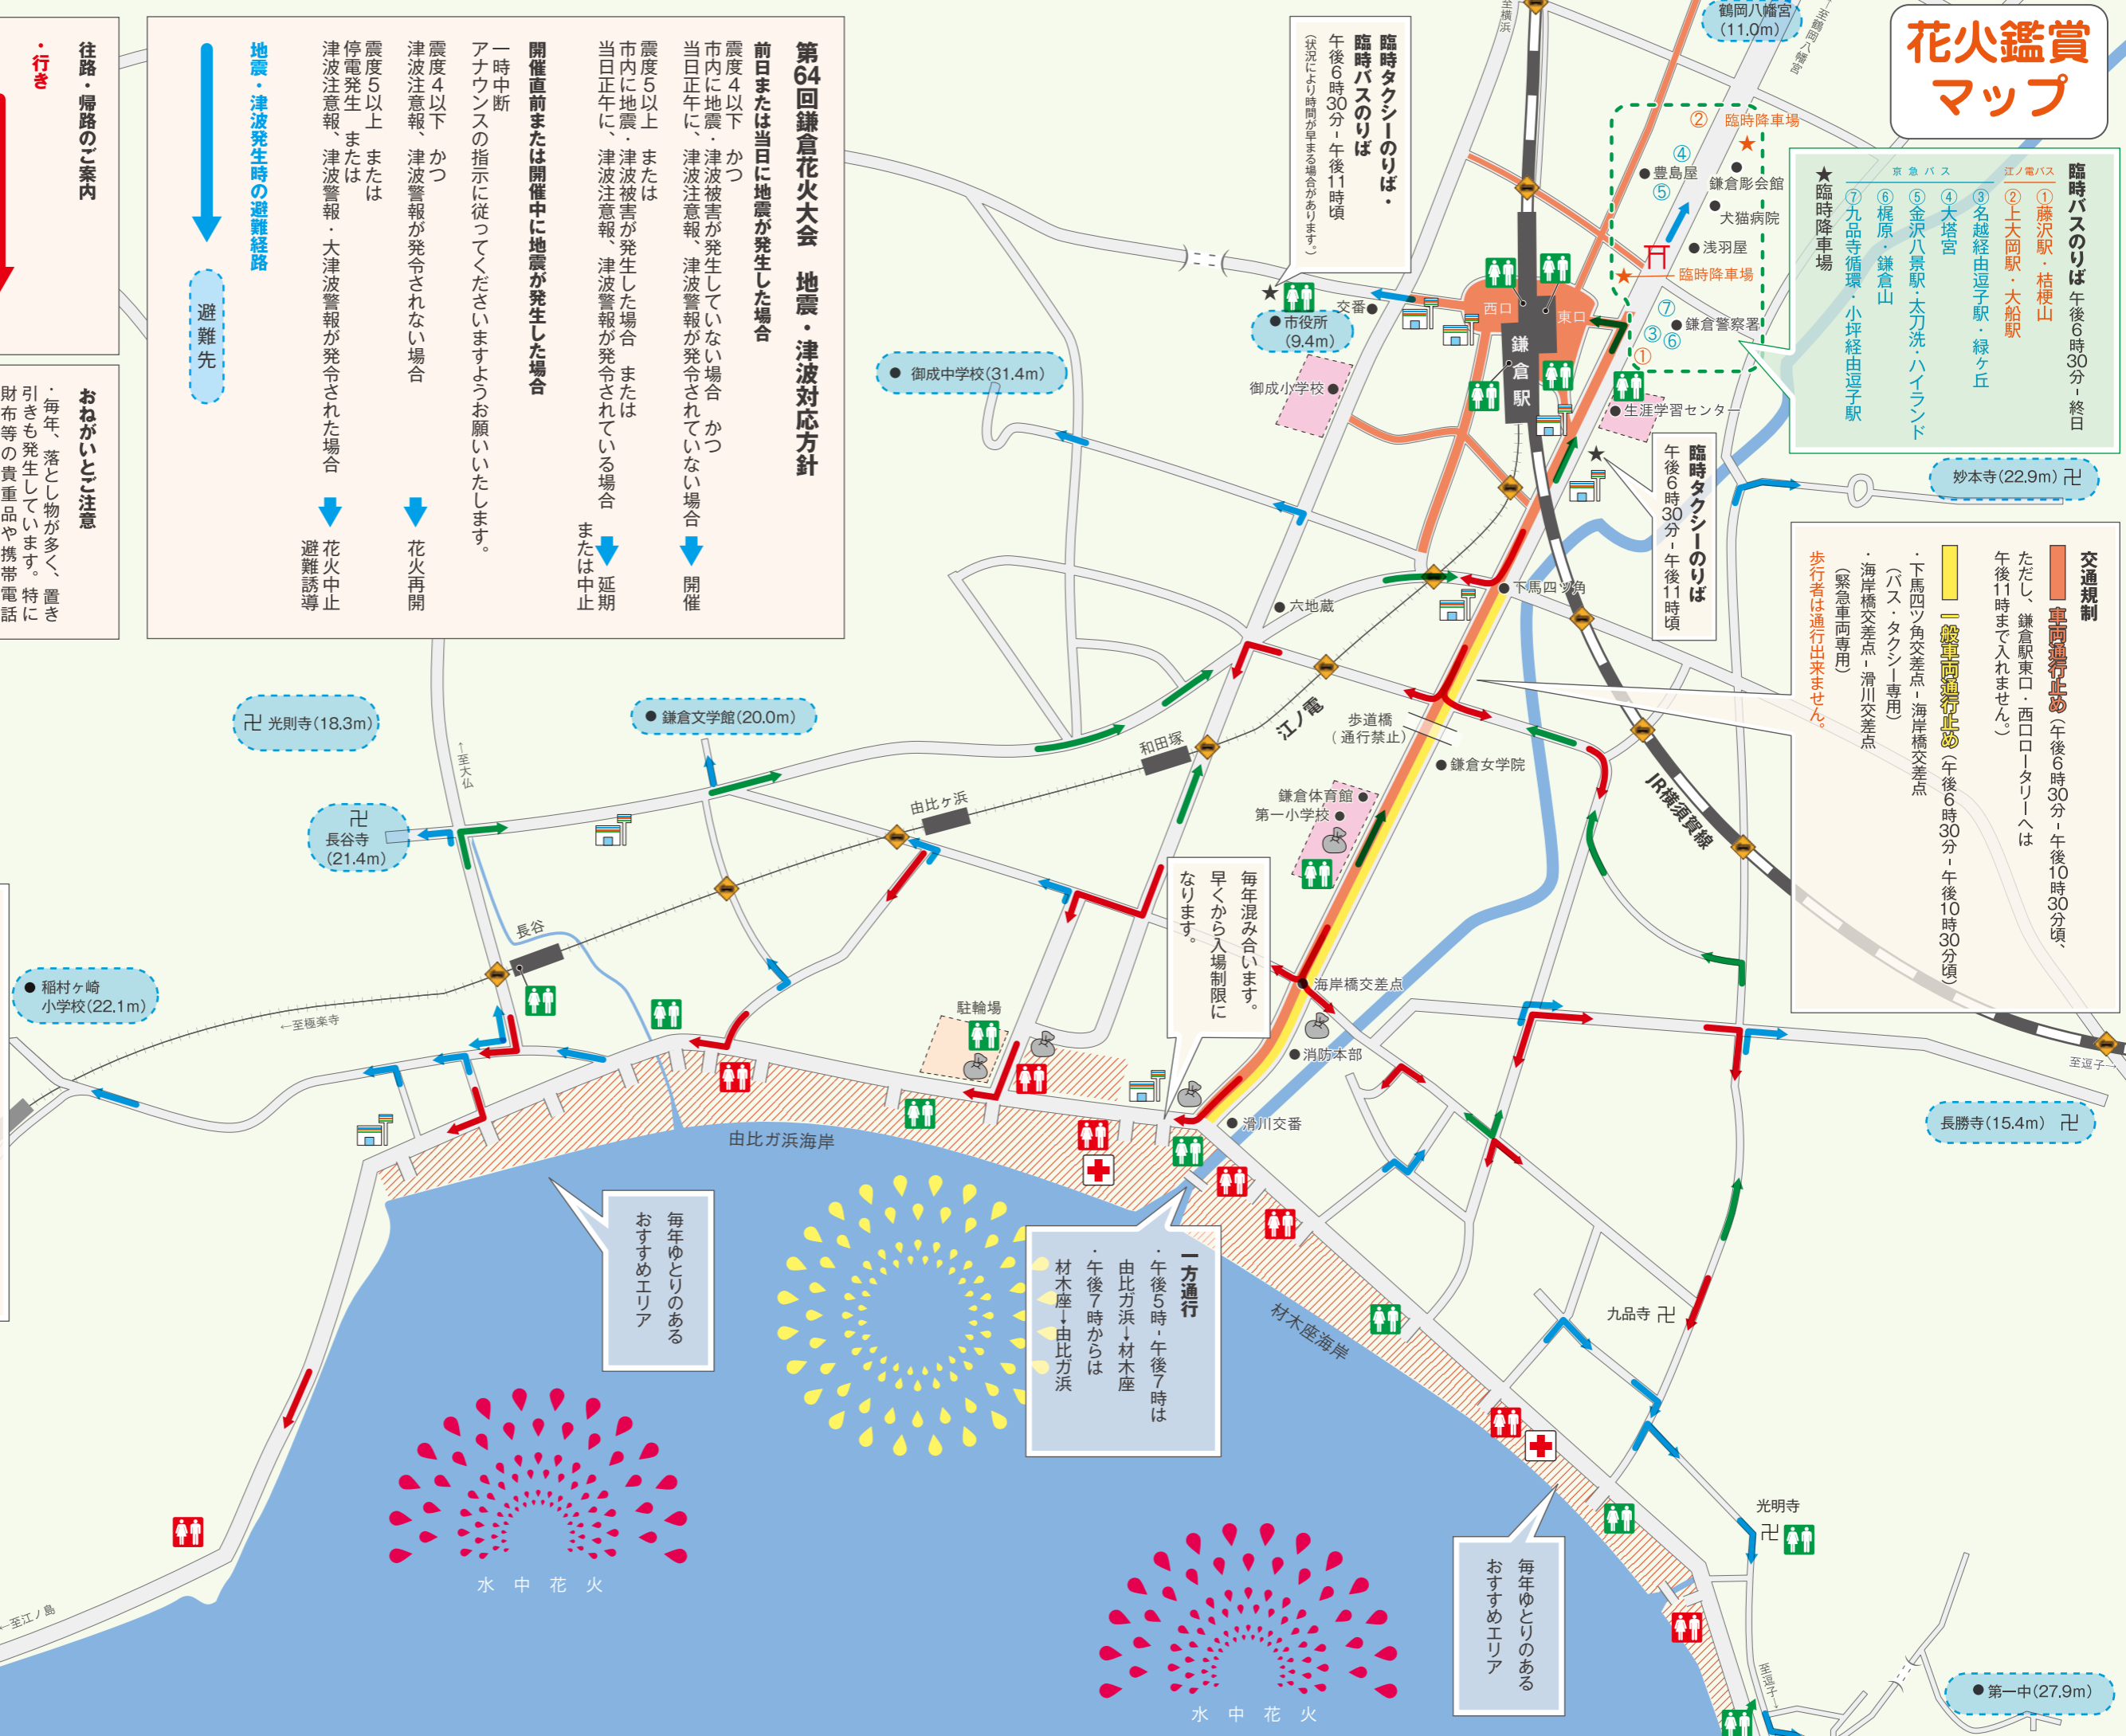 花火鑑賞
マップ
鶴岡八幡宮
(11.0m)
至横浜
至鶴岡八幡宮
臨時バスのりば 午後6時30分-終日
江ノ電バス
①藤沢駅・桔梗山
②上大岡駅・大船駅
京急バス
③名越経由逗子駅・緑ヶ丘
④大塔宮
⑤金沢八景駅・太刀洗・ハイランド
⑥梶原・鎌倉山
⑦九品寺循環・小坪経由逗子駅
★臨時降車場
② 臨時降車場
④
豊島屋
⑤
鎌倉彫会館
犬猫病院
浅羽屋
臨時降車場
⑦
③⑥
鎌倉警察署
①
生涯学習センター
臨時タクシーのりば・
臨時バスのりば
午後6時30分-午後11時頃
(状況により時間が早まる場合があります。)
交番
市役所
(9.4m)
西口
東口
鎌倉駅
御成小学校
御成中学校(31.4m)
臨時タクシーのりば
午後6時30分-午後11時頃
妙本寺(22.9m)
交通規制
車両通行止め(午後6時30分-午後10時30分頃、
ただし、鎌倉駅東口・西口ロータリーへは
午後11時まで入れません。)
一般車両通行止め(午後6時30分-午後10時30分頃)
・下馬四ツ角交差点-海岸橋交差点
(バス・タクシー専用)
・海岸橋交差点-滑川交差点
(緊急車両専用)
歩行者は通行出来ません。
第64回鎌倉花火大会 地震・津波対応方針
前日または当日に地震が発生した場合
震度4以下 かつ
市内に地震・津波被害が発生していない場合 かつ
当日正午に、津波注意報、津波警報が発令されていない場合
開催
震度5以上 または
市内に地震・津波被害が発生した場合 または
当日正午に、津波注意報、津波警報が発令されている場合
延期
または中止
開催直前または開催中に地震が発生した場合
一時中断
アナウンスの指示に従ってくださいますようお願いいたします。
震度4以下 かつ
津波注意報、津波警報が発令されない場合
花火再開
震度5以上 または
停電発生 または
津波注意報、津波警報・大津波警報が発令された場合
花火中止
避難誘導
地震・津波発生時の避難経路
避難先
往路・帰路のご案内
・行き
おねがいとご注意
・毎年、落とし物が多く、置き
引きも発生しています。特に
財布等の貴重品や携帯電話
下馬四ツ角
六地蔵
歩道橋
(通行禁止)
鎌倉女学院
江ノ電
和田塚
JR横須賀線
鎌倉体育館
第一小学校
光則寺(18.3m)
鎌倉文学館(20.0m)
←至大仏
長谷寺
(21.4m)
由比ヶ浜
長谷
稲村ヶ崎
小学校(22.1m)
←至極楽寺
毎年混み合います。
早くから入場制限に
なります。
海岸橋交差点
消防本部
駐輪場
滑川交番
至逗子→
長勝寺(15.4m)
由比ガ浜海岸
毎年ゆとりのある
おすすめエリア
一方通行
・午後5時-午後7時は
由比ガ浜→材木座
・午後7時からは
材木座→由比ガ浜
材木座海岸
九品寺
光明寺
毎年ゆとりのある
おすすめエリア
水中花火
水中花火
至江ノ島
至逗子→
第一中(27.9m)